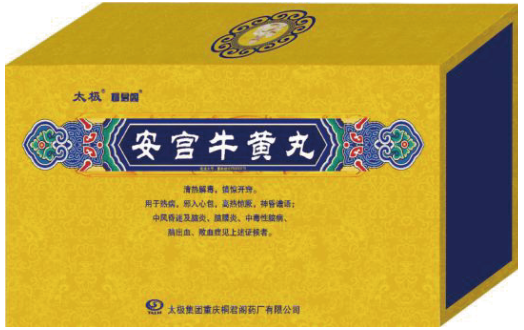 太极® 桐君阁®
安宫牛黄丸
清热解毒，镇惊开窍。
用于热病，邪入心包，高热惊厥，神昏谵语；
中风昏迷及脑炎、脑膜炎、中毒性脑病、
脑出血、败血症见上述证候者。
太极集团重庆桐君阁药厂有限公司